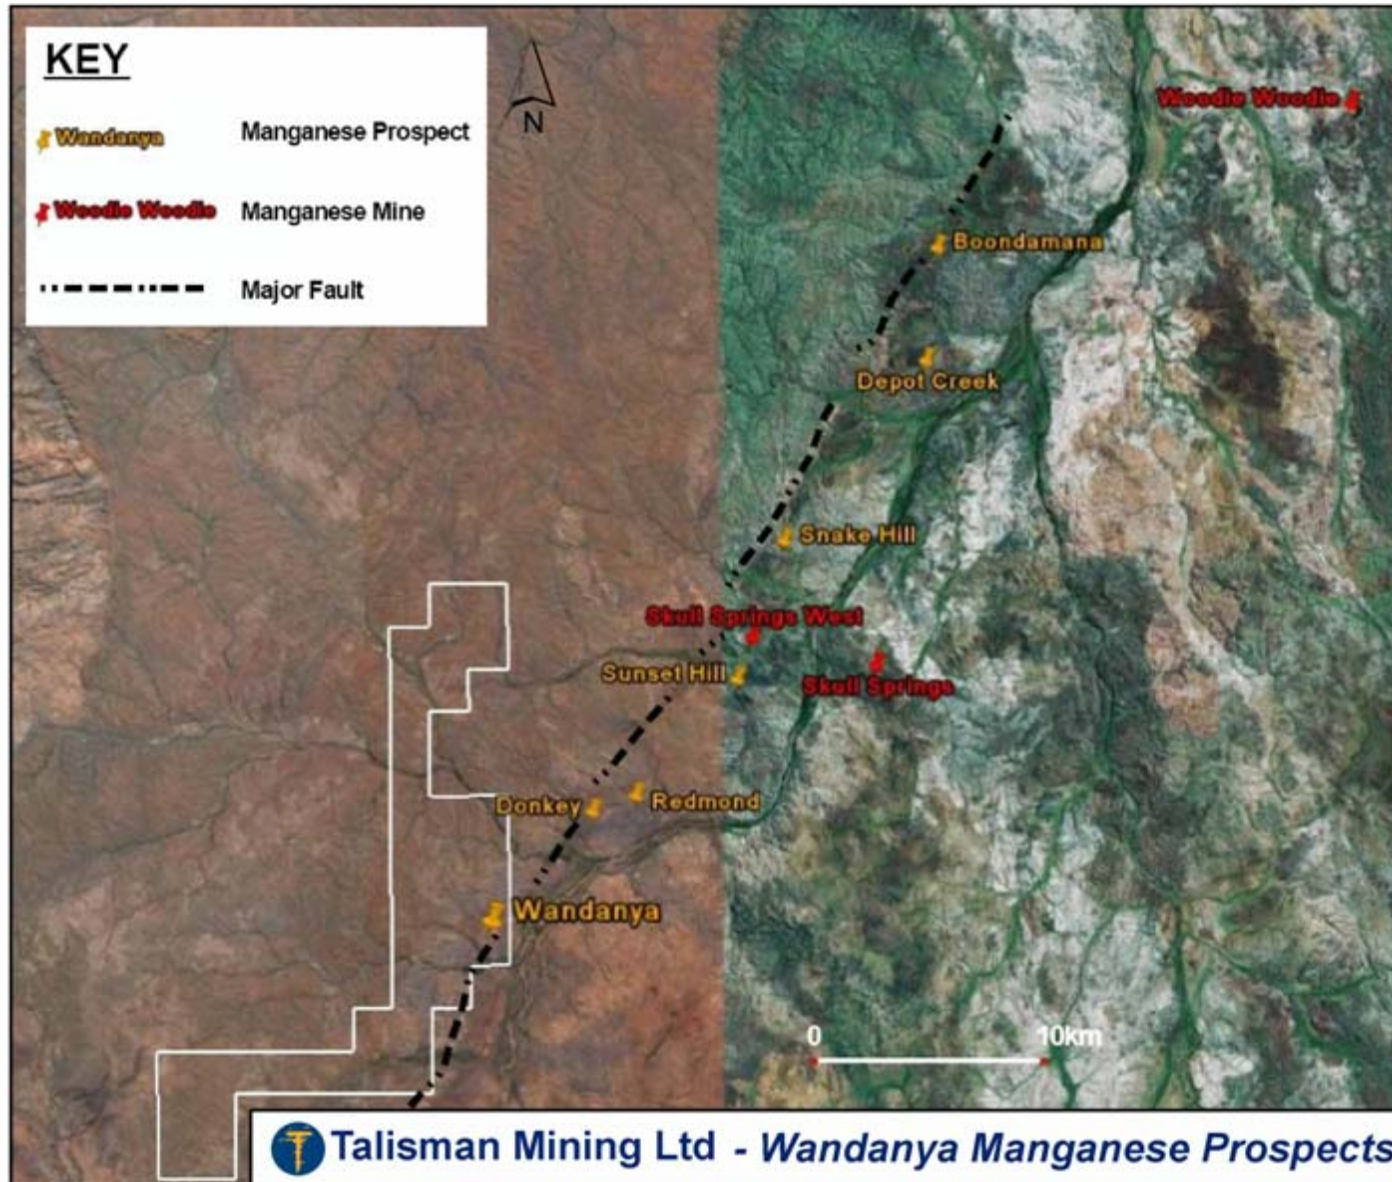 KEY
Wandanya Manganese Prospect
Woodie Woodie Manganese Mine
Major Fault
N
Woodie Woodie
Boondamana
Depot Creek
Snake Hill
Skull Springs West
Sunset Hill
Skull Springs
Donkey
Redmond
Wandanya
0 10km
Talisman Mining Ltd - Wandanya Manganese Prospects